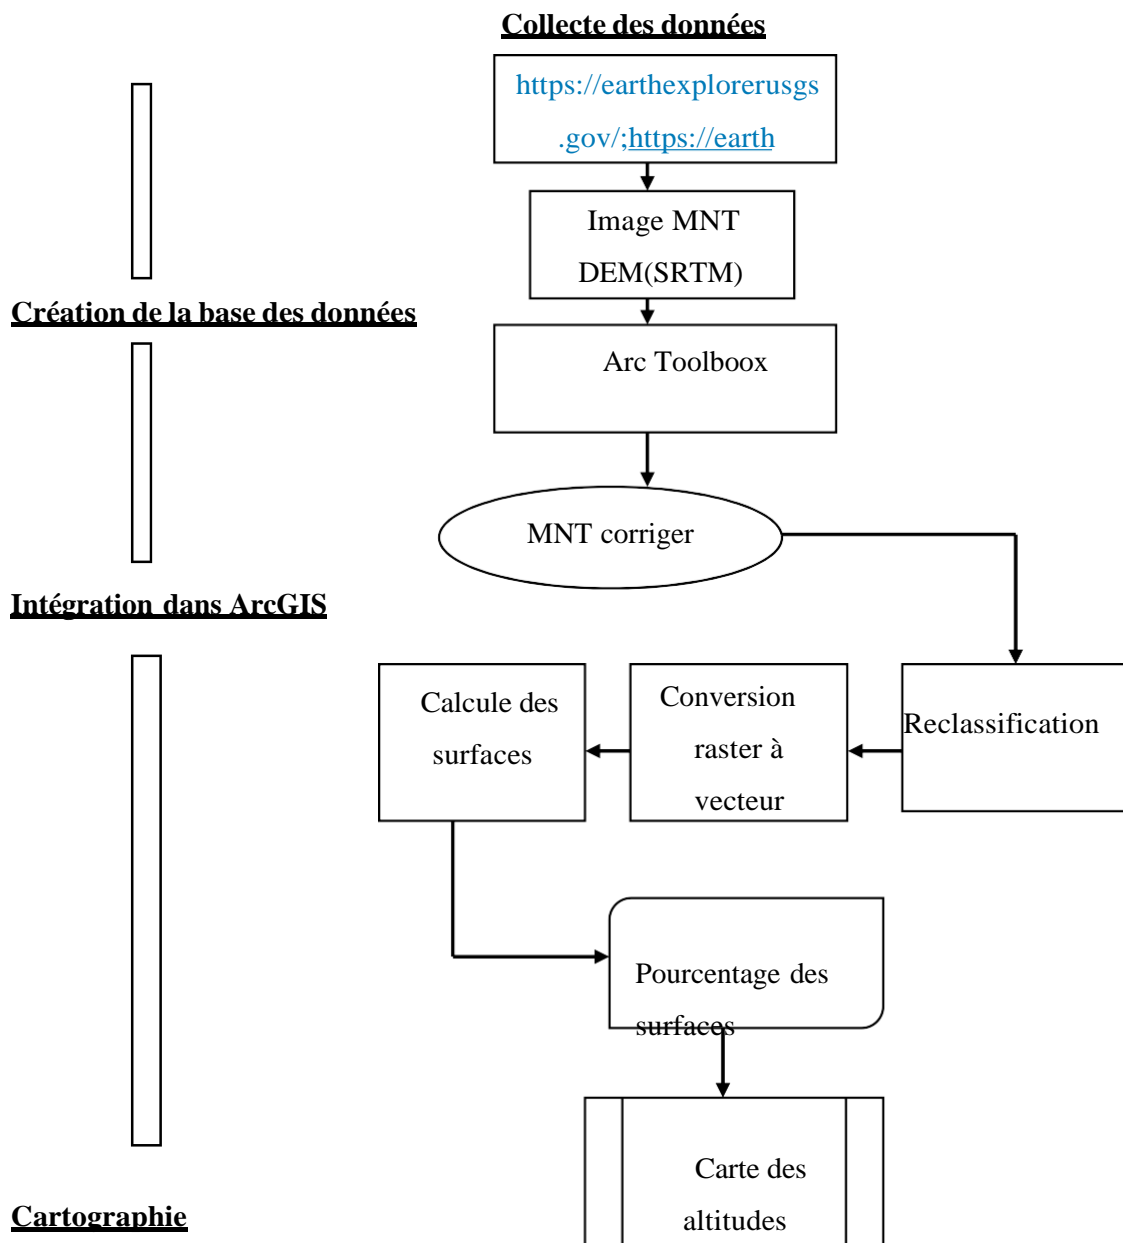 Collecte des données
https://earthexplorerusgs
.gov/;https://earth
Image MNT
DEM(SRTM)
Création de la base des données
Arc Toolboox
MNT corriger
Intégration dans ArcGIS
Calcule des
surfaces
Conversion
raster à
vecteur
Reclassification
Pourcentage des
surfaces
Carte des
altitudes
Cartographie